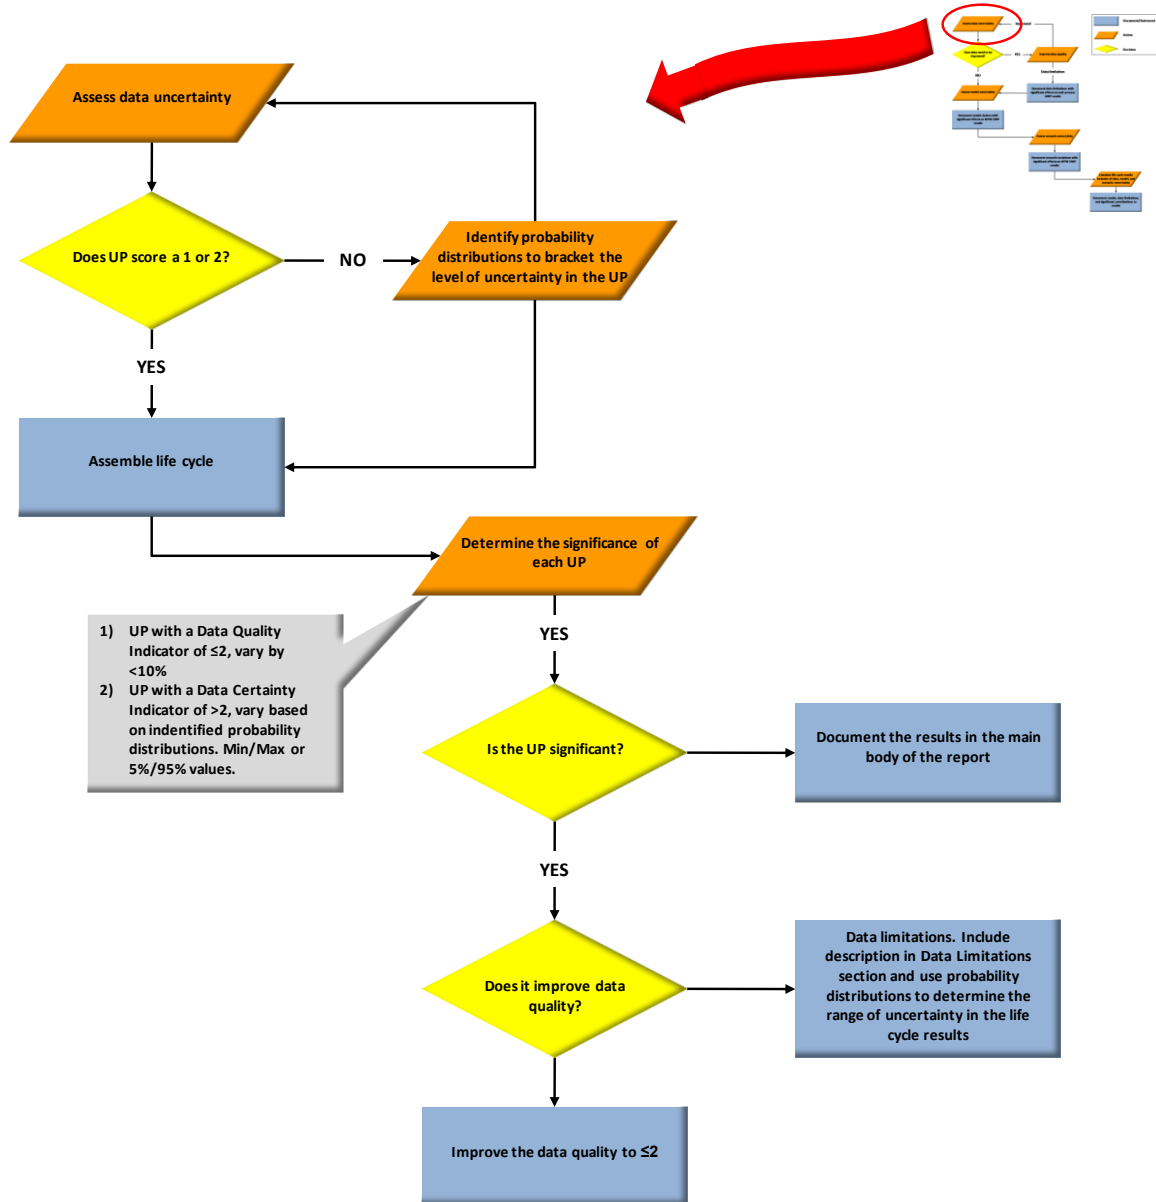 Assess data uncertainty
Does UP score a 1 or 2?
NO
Identify probability
distributions to bracket the
level of uncertainty in the UP
YES
Assemble life cycle
Determine the significance of
each UP
1) UP with a Data Quality
Indicator of ≤2, vary by
<10%
2) UP with a Data Certainty
Indicator of >2, vary based
on indentified probability
distributions. Min/Max or
5%/95% values.
YES
Is the UP significant?
Document the results in the main
body of the report
YES
Does it improve data
quality?
Data limitations. Include
description in Data Limitations
section and use probability
distributions to determine the
range of uncertainty in the life
cycle results
Improve the data quality to ≤2
YES
NO
Data limitation